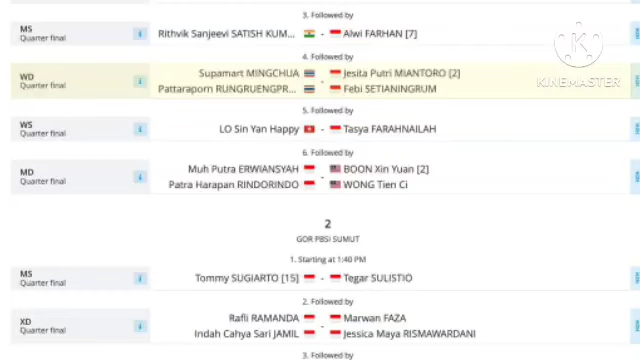 3. Followed by
MS
Quarter final
Rithvik Sanjeevi SATISH KUM... - Alwi FARHAN [7]
4. Followed by
WD
Quarter final
Supamart MINGCHUA
Pattaraporn RUNGRUENGPR...
-
Jesita Putri MIANTORO [2]
Febi SETIANINGRUM
KINEMASTER
5. Followed by
WS
Quarter final
LO Sin Yan Happy - Tasya FARAHNAILAH
6. Followed by
MD
Quarter final
Muh Putra ERWIANSYAH
Patra Harapan RINDORINDO
-
BOON Xin Yuan [2]
WONG Tien Ci
2
GOR PBSI SUMUT
1. Starting at 1:40 PM
MS
Quarter final
Tommy SUGIARTO [15] - Tegar SULISTIO
2. Followed by
XD
Quarter final
Rafli RAMANDA
Indah Cahya Sari JAMIL
-
Marwan FAZA
Jessica Maya RISMAWARDANI
3. Followed by